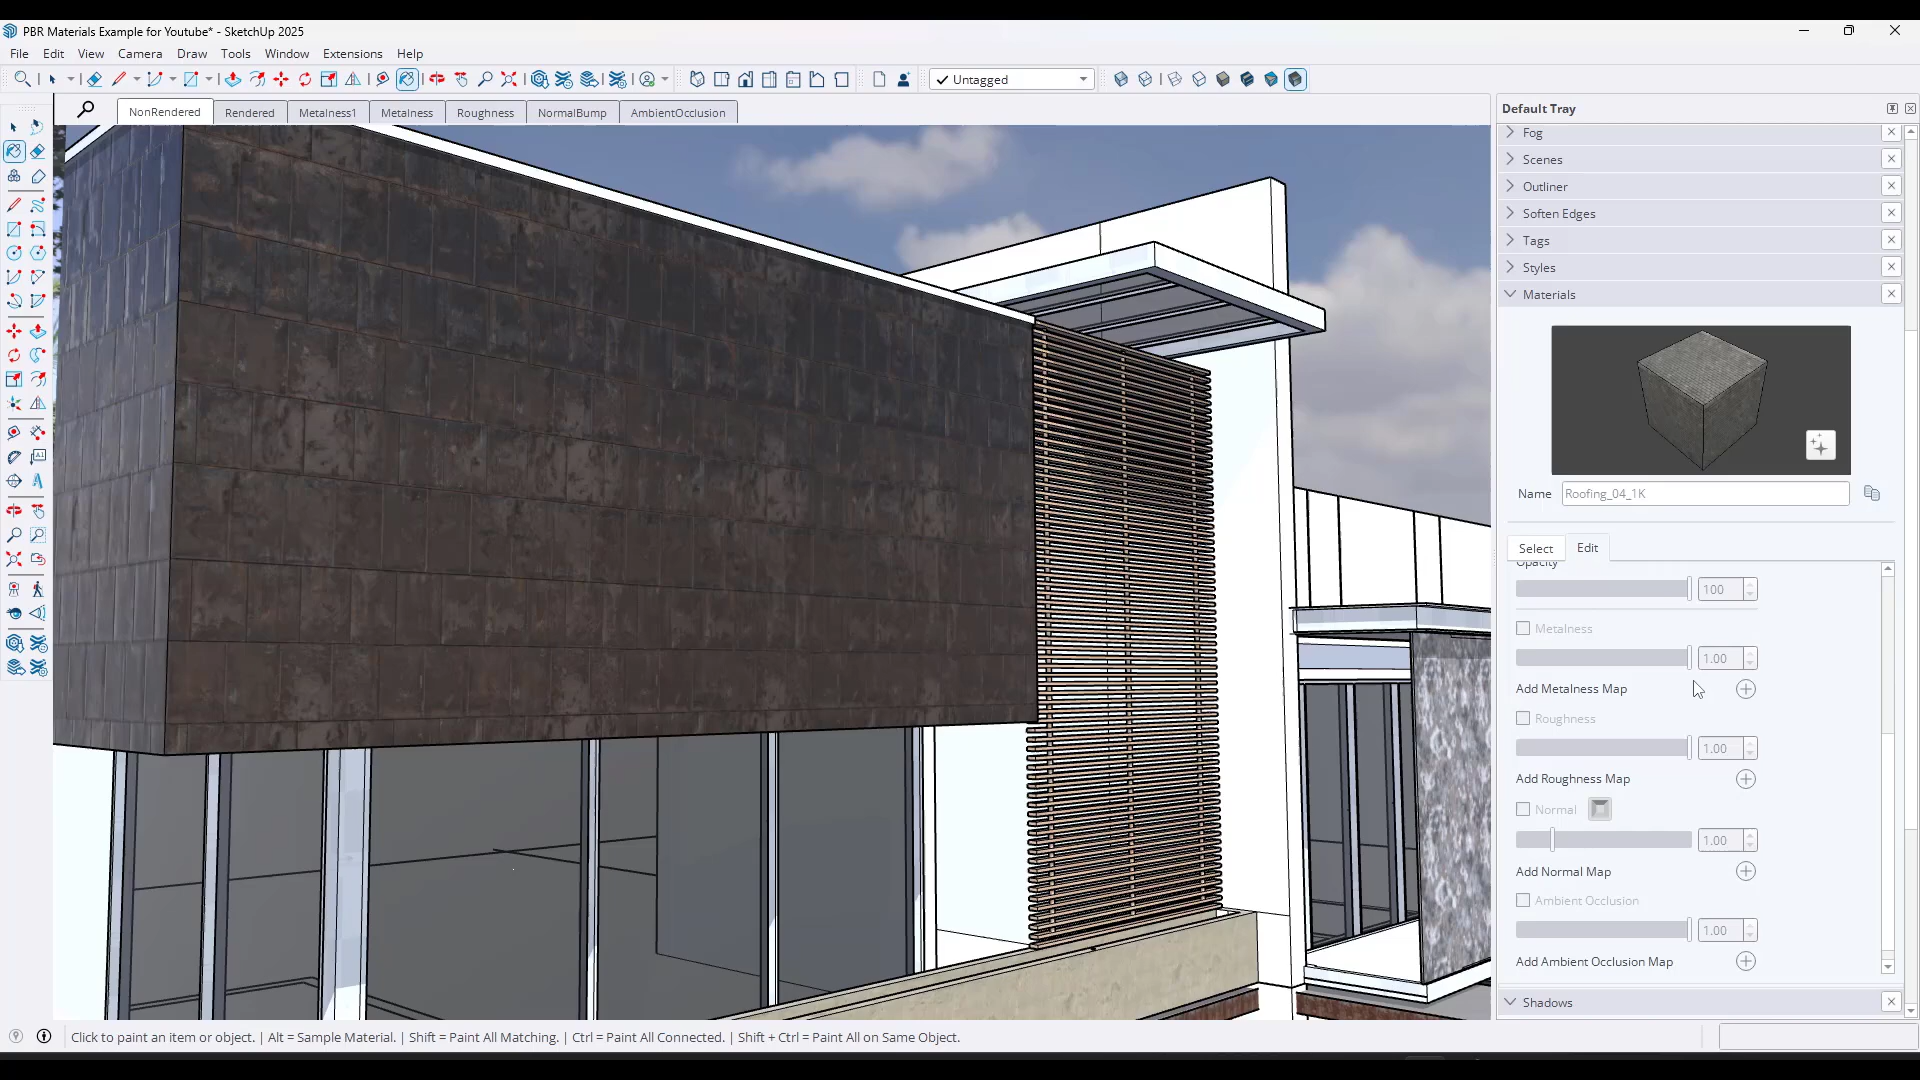 PBR Materials Example for Youtube* - SketchUp 2025
File Edit View Camera Draw Tools Window Extensions Help
Untagged
NonRendered Rendered Metalness1 Metalness Roughness NormalBump AmbientOcclusion
Default Tray
Fog
Scenes
Outliner
Soften Edges
Tags
Styles
Materials
Name Roofing_04_1K
Select Edit
Opacity
100
Metalness
1.00
Add Metalness Map
Roughness
1.00
Add Roughness Map
Normal
1.00
Add Normal Map
Ambient Occlusion
1.00
Add Ambient Occlusion Map
Shadows
Click to paint an item or object. | Alt = Sample Material. | Shift = Paint All Matching. | Ctrl = Paint All Connected. | Shift + Ctrl = Paint All on Same Object.